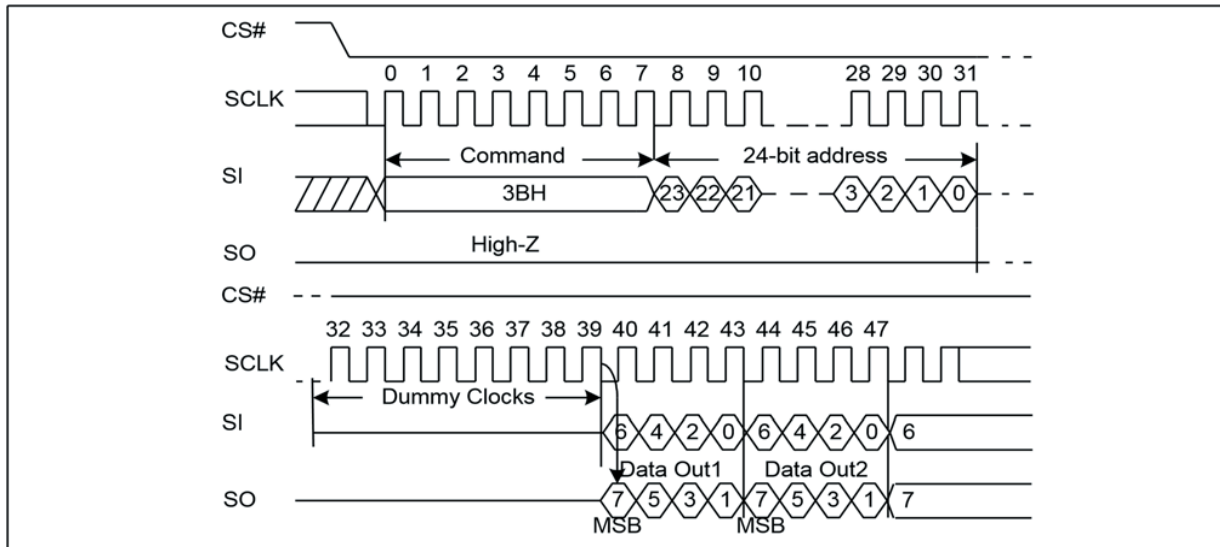 CS#
0 1 2 3 4 5 6 7 8 9 10 28 29 30 31
SCLK
Command 24-bit address
SI
3BH 23 22 21 3 2 1 0
High-Z
SO
CS#
32 33 34 35 36 37 38 39 40 41 42 43 44 45 46 47
SCLK
Dummy Clocks
SI
6 4 2 0 6 4 2 0 6
Data Out1 Data Out2
SO
7 5 3 1 7 5 3 1 7
MSB MSB